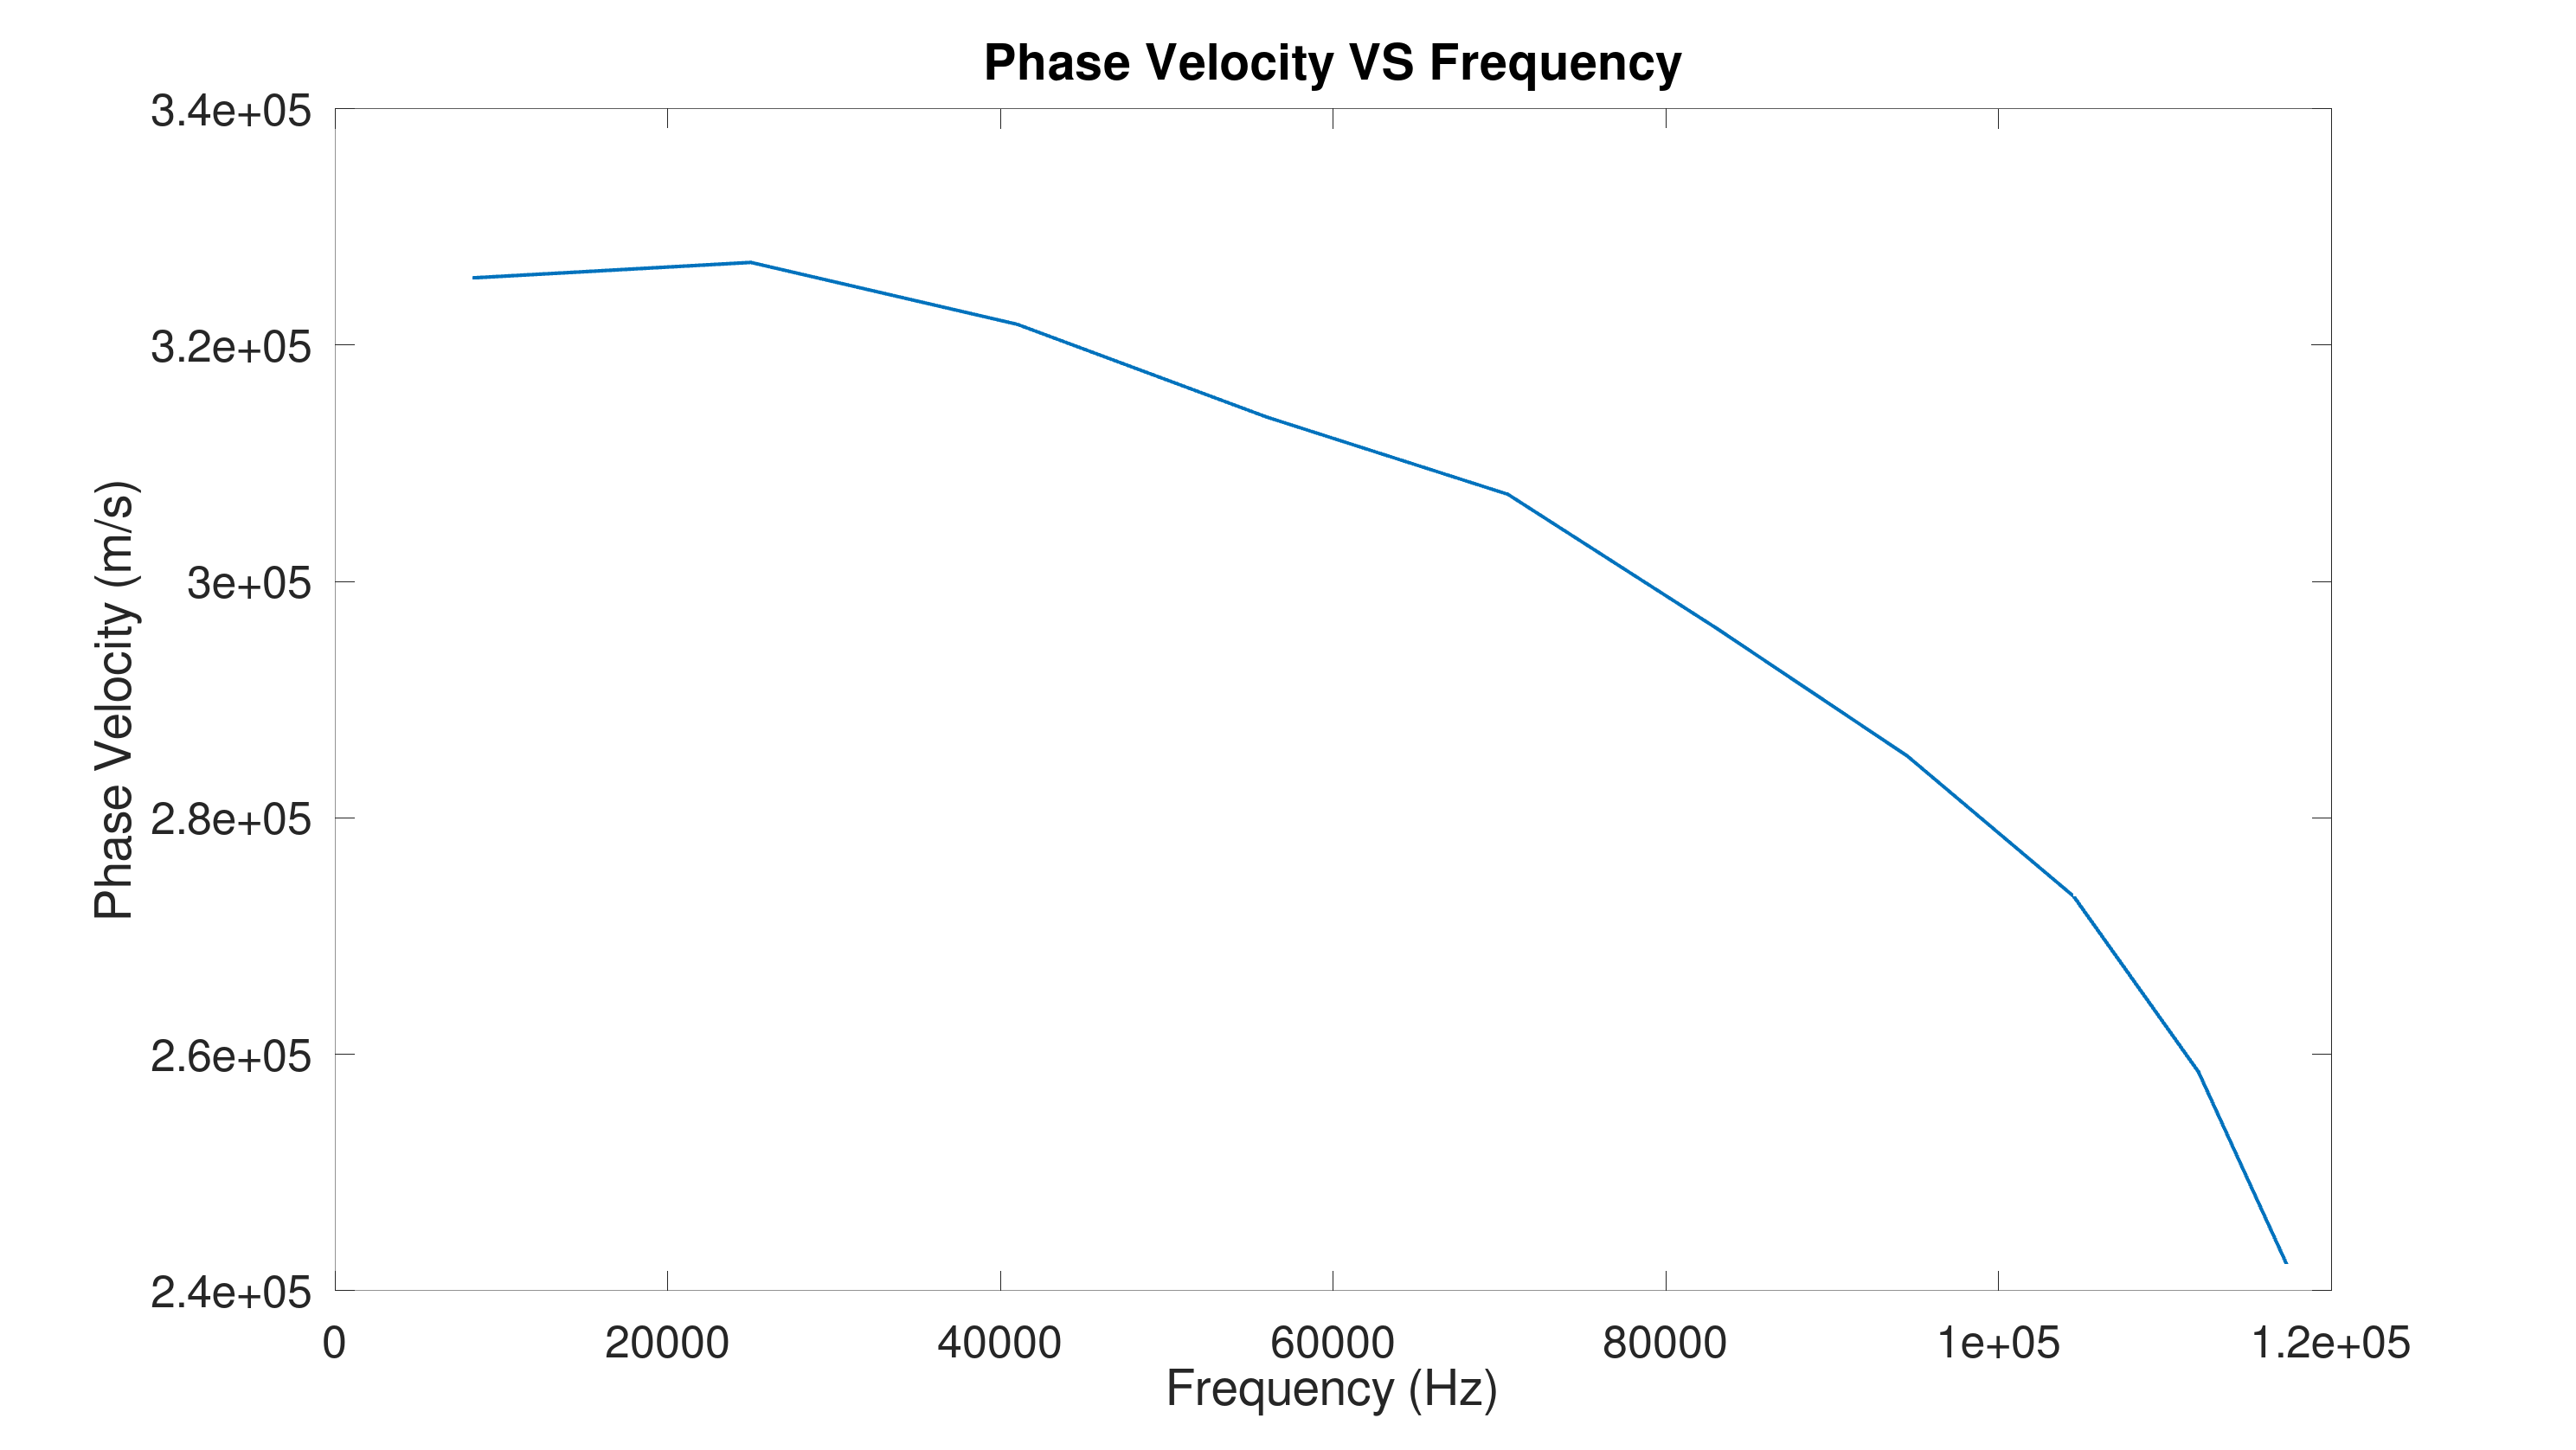 Phase Velocity VS Frequency
3.4e+05
3.2e+05
3e+05
2.8e+05
2.6e+05
2.4e+05
Phase Velocity (m/s)
0 20000 40000 60000 80000 1e+05 1.2e+05
Frequency (Hz)